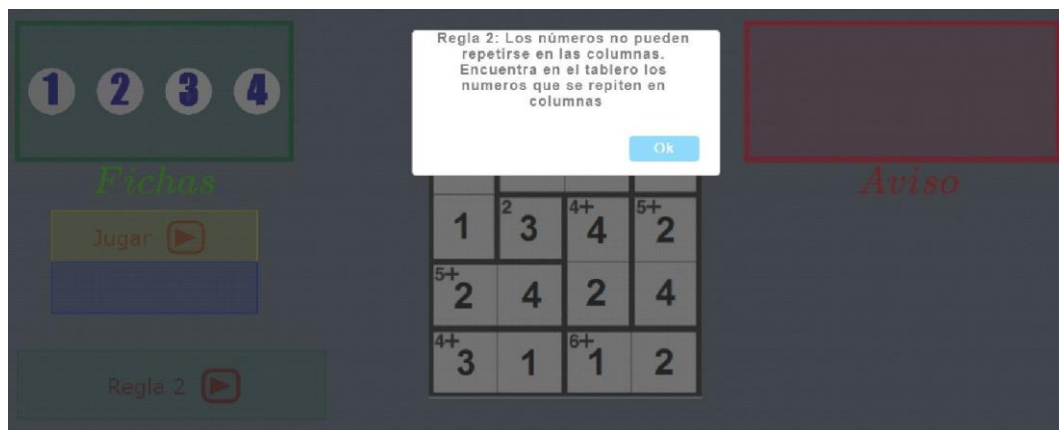 Regla 2: Los números no pueden
repetirse en las columnas.
Encuentra en el tablero los
numeros que se repiten en
columnas
Ok
1 2 3 4
Fichas
Aviso
Jugar
Regla 2
1 2 3 4+ 4 5+ 2
5+ 2 4 2 4
4+ 3 1 6+ 1 2